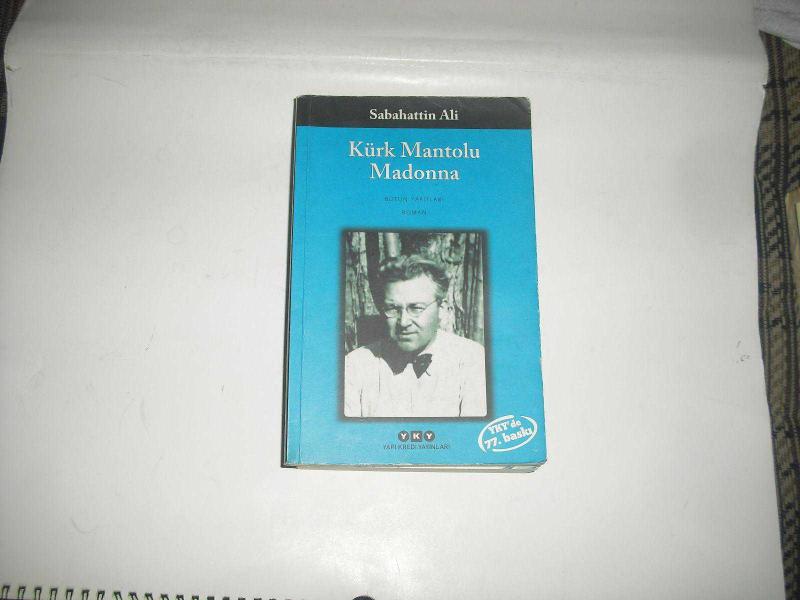 Sabahattin Ali
Kürk Mantolu
Madonna
BÜTÜN YAPITLARI
ROMAN
YKY'de
77. baskı
YKY
YAPI KREDİ YAYINLARI